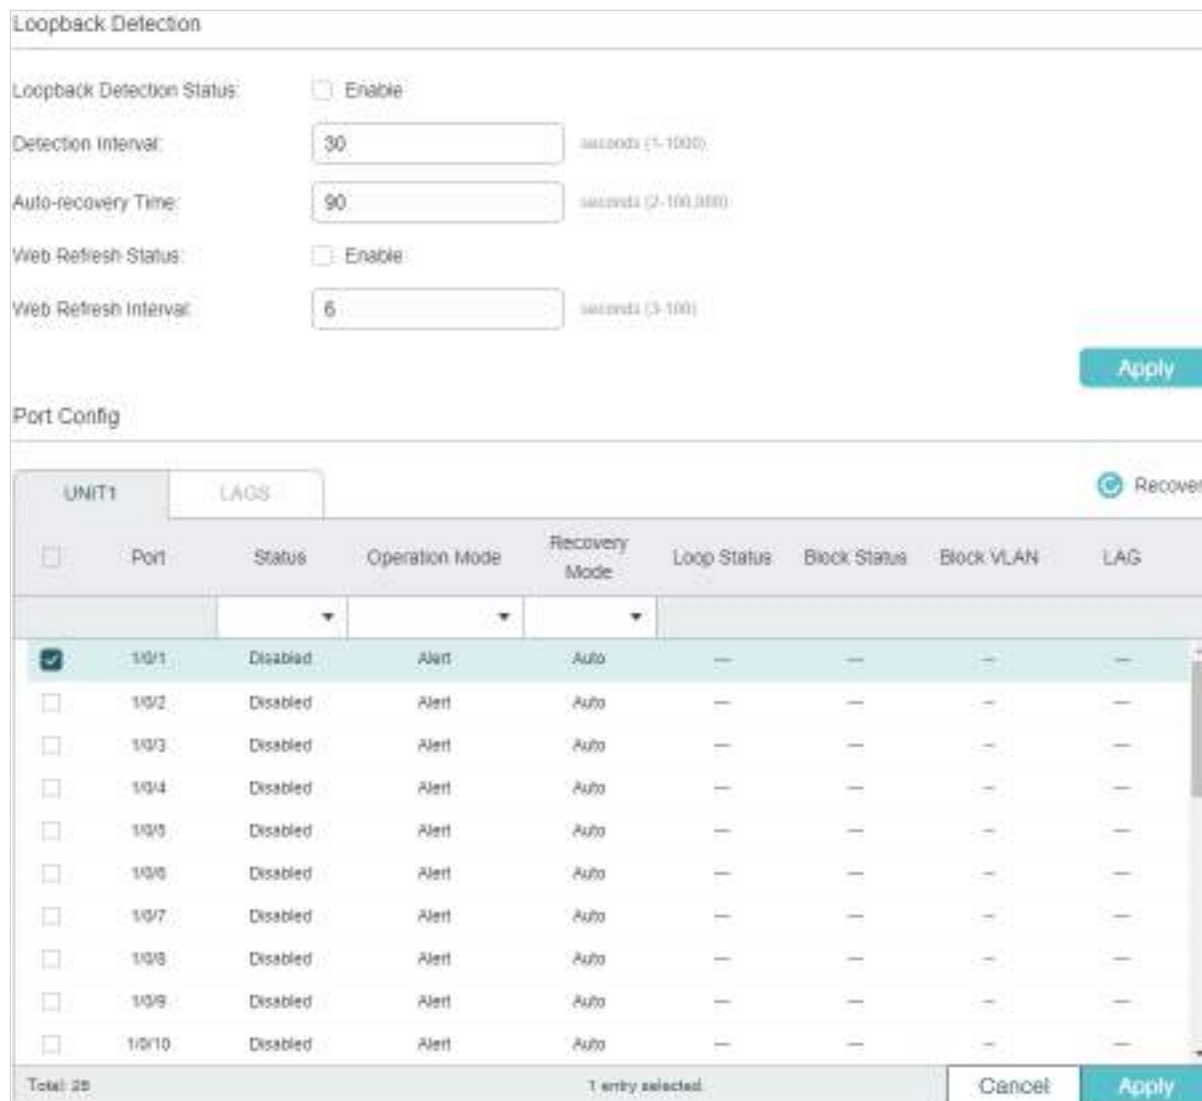 Loopback Detection
Loopback Detection Status: Enable
Detection Interval: 30 seconds (1-1000)
Auto-recovery Time: 90 seconds (2-100,000)
Web Refresh Status: Enable
Web Refresh Interval: 6 seconds (3-100)
Apply
Port Config
UNIT1 LAGS Recover
Port Status Operation Mode Recovery Mode Loop Status Block Status Block VLAN LAG
1/0/1 Disabled Alert Auto --- --- --- ---
1/0/2 Disabled Alert Auto --- --- --- ---
1/0/3 Disabled Alert Auto --- --- --- ---
1/0/4 Disabled Alert Auto --- --- --- ---
1/0/5 Disabled Alert Auto --- --- --- ---
1/0/6 Disabled Alert Auto --- --- --- ---
1/0/7 Disabled Alert Auto --- --- --- ---
1/0/8 Disabled Alert Auto --- --- --- ---
1/0/9 Disabled Alert Auto --- --- --- ---
1/0/10 Disabled Alert Auto --- --- --- ---
Total: 28 1 entry selected. Cancel Apply